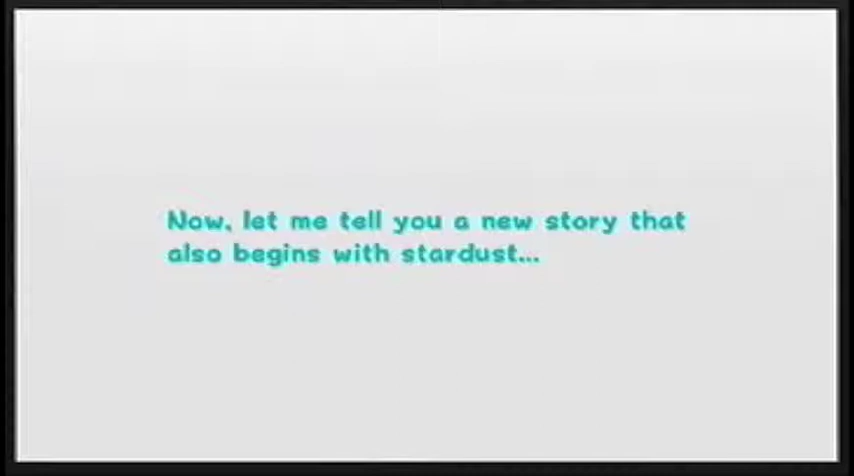 Now, let me tell you a new story that
also begins with stardust...